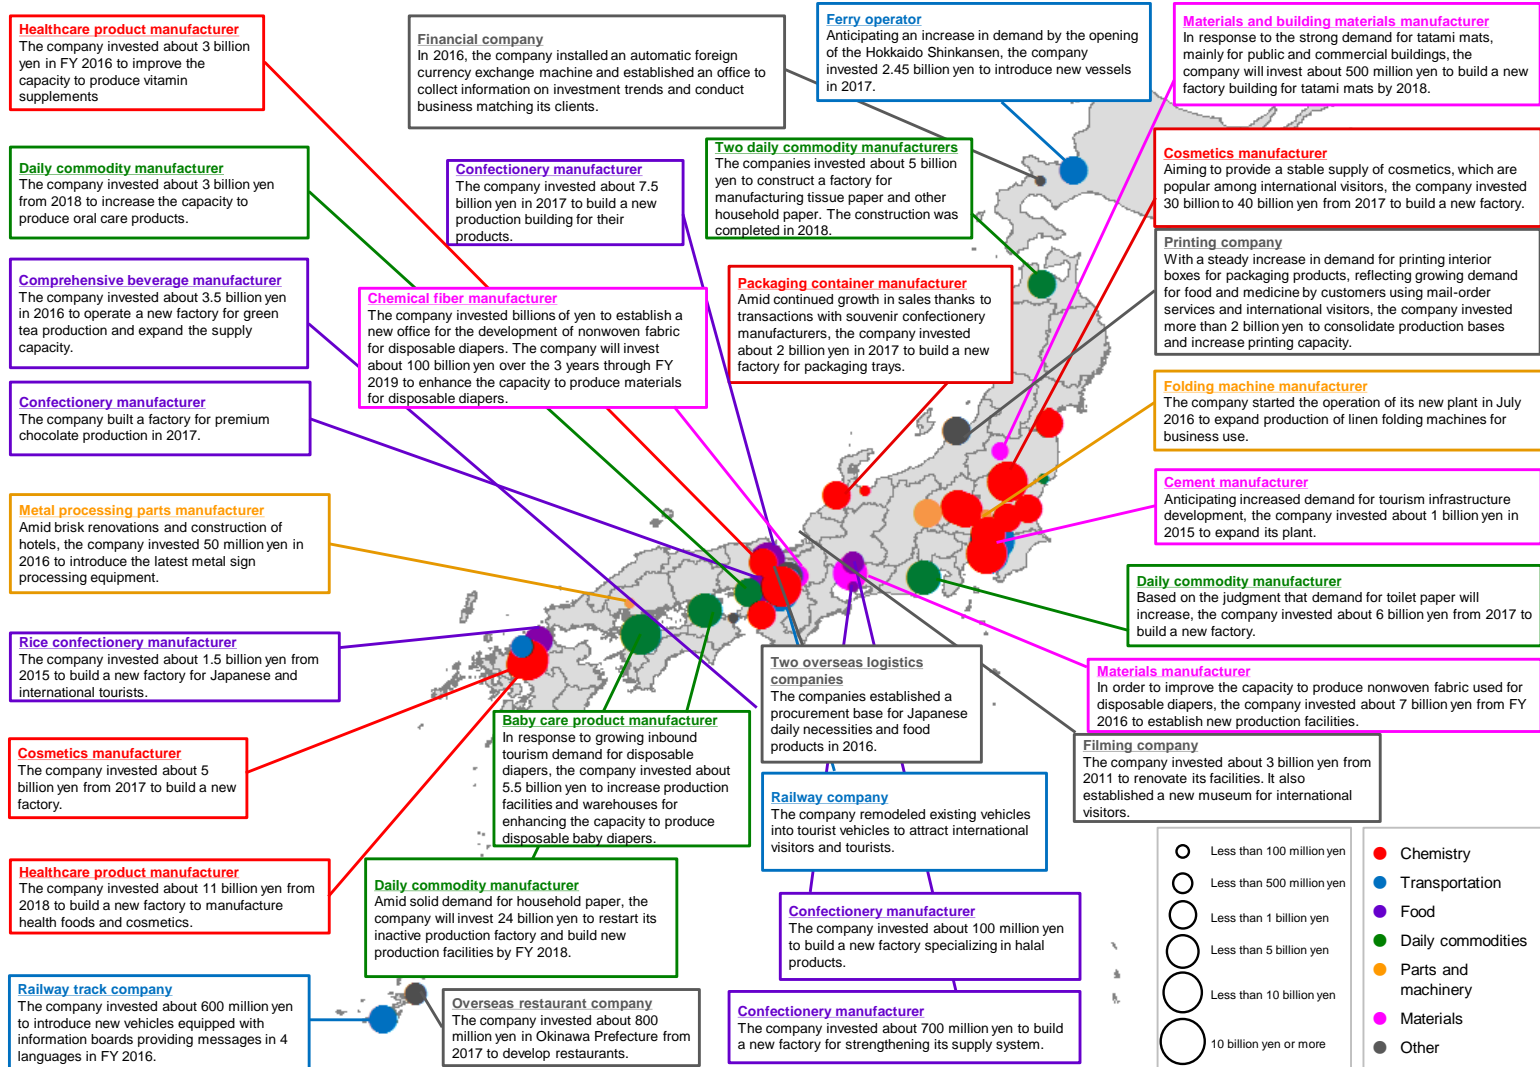 Healthcare product manufacturer
The company invested about 3 billion
yen in FY 2016 to improve the
capacity to produce vitamin
supplements
Financial company
In 2016, the company installed an automatic foreign
currency exchange machine and established an office to
collect information on investment trends and conduct
business matching its clients.
Ferry operator
Anticipating an increase in demand by the opening
of the Hokkaido Shinkansen, the company
invested 2.45 billion yen to introduce new vessels
in 2017.
Materials and building materials manufacturer
In response to the strong demand for tatami mats,
mainly for public and commercial buildings, the
company will invest about 500 million yen to build a new
factory building for tatami mats by 2018.
Daily commodity manufacturer
The company invested about 3 billion yen
from 2018 to increase the capacity to
produce oral care products.
Confectionery manufacturer
The company invested about 7.5
billion yen in 2017 to build a new
production building for their
products.
Two daily commodity manufacturers
The companies invested about 5 billion
yen to construct a factory for
manufacturing tissue paper and other
household paper. The construction was
completed in 2018.
Cosmetics manufacturer
Aiming to provide a stable supply of cosmetics, which are
popular among international visitors, the company invested
30 billion to 40 billion yen from 2017 to build a new factory.
Printing company
With a steady increase in demand for printing interior
boxes for packaging products, reflecting growing demand
for food and medicine by customers using mail-order
services and international visitors, the company invested
more than 2 billion yen to consolidate production bases
and increase printing capacity.
Comprehensive beverage manufacturer
The company invested about 3.5 billion yen
in 2016 to operate a new factory for green
tea production and expand the supply
capacity.
Chemical fiber manufacturer
The company invested billions of yen to establish a
new office for the development of nonwoven fabric
for disposable diapers. The company will invest
about 100 billion yen over the 3 years through FY
2019 to enhance the capacity to produce materials
for disposable diapers.
Packaging container manufacturer
Amid continued growth in sales thanks to
transactions with souvenir confectionery
manufacturers, the company invested
about 2 billion yen in 2017 to build a new
factory for packaging trays.
Confectionery manufacturer
The company built a factory for premium
chocolate production in 2017.
Folding machine manufacturer
The company started the operation of its new plant in July
2016 to expand production of linen folding machines for
business use.
Metal processing parts manufacturer
Amid brisk renovations and construction of
hotels, the company invested 50 million yen in
2016 to introduce the latest metal sign
processing equipment.
Cement manufacturer
Anticipating increased demand for tourism infrastructure
development, the company invested about 1 billion yen in
2015 to expand its plant.
Daily commodity manufacturer
Based on the judgment that demand for toilet paper will
increase, the company invested about 6 billion yen from 2017 to
build a new factory.
Rice confectionery manufacturer
The company invested about 1.5 billion yen from
2015 to build a new factory for Japanese and
international tourists.
Two overseas logistics
companies
The companies established a
procurement base for Japanese
daily necessities and food
products in 2016.
Materials manufacturer
In order to improve the capacity to produce nonwoven fabric used for
disposable diapers, the company invested about 7 billion yen from FY
2016 to establish new production facilities.
Cosmetics manufacturer
The company invested about 5
billion yen from 2017 to build a new
factory.
Baby care product manufacturer
In response to growing inbound
tourism demand for disposable
diapers, the company invested about
5.5 billion yen to increase production
facilities and warehouses for
enhancing the capacity to produce
disposable baby diapers.
Filming company
The company invested about 3 billion yen from
2011 to renovate its facilities. It also
established a new museum for international
visitors.
Railway company
The company remodeled existing vehicles
into tourist vehicles to attract international
visitors and tourists.
Healthcare product manufacturer
The company invested about 11 billion yen from
2018 to build a new factory to manufacture
health foods and cosmetics.
Daily commodity manufacturer
Amid solid demand for household paper, the
company will invest 24 billion yen to restart its
inactive production factory and build new
production facilities by FY 2018.
Confectionery manufacturer
The company invested about 100 million yen
to build a new factory specializing in halal
products.
Railway track company
The company invested about 600 million yen
to introduce new vehicles equipped with
information boards providing messages in 4
languages in FY 2016.
Overseas restaurant company
The company invested about 800
million yen in Okinawa Prefecture from
2017 to develop restaurants.
Confectionery manufacturer
The company invested about 700 million yen to build
a new factory for strengthening its supply system.
Less than 100 million yen
Less than 500 million yen
Less than 1 billion yen
Less than 5 billion yen
Less than 10 billion yen
10 billion yen or more
Chemistry
Transportation
Food
Daily commodities
Parts and
machinery
Materials
Other